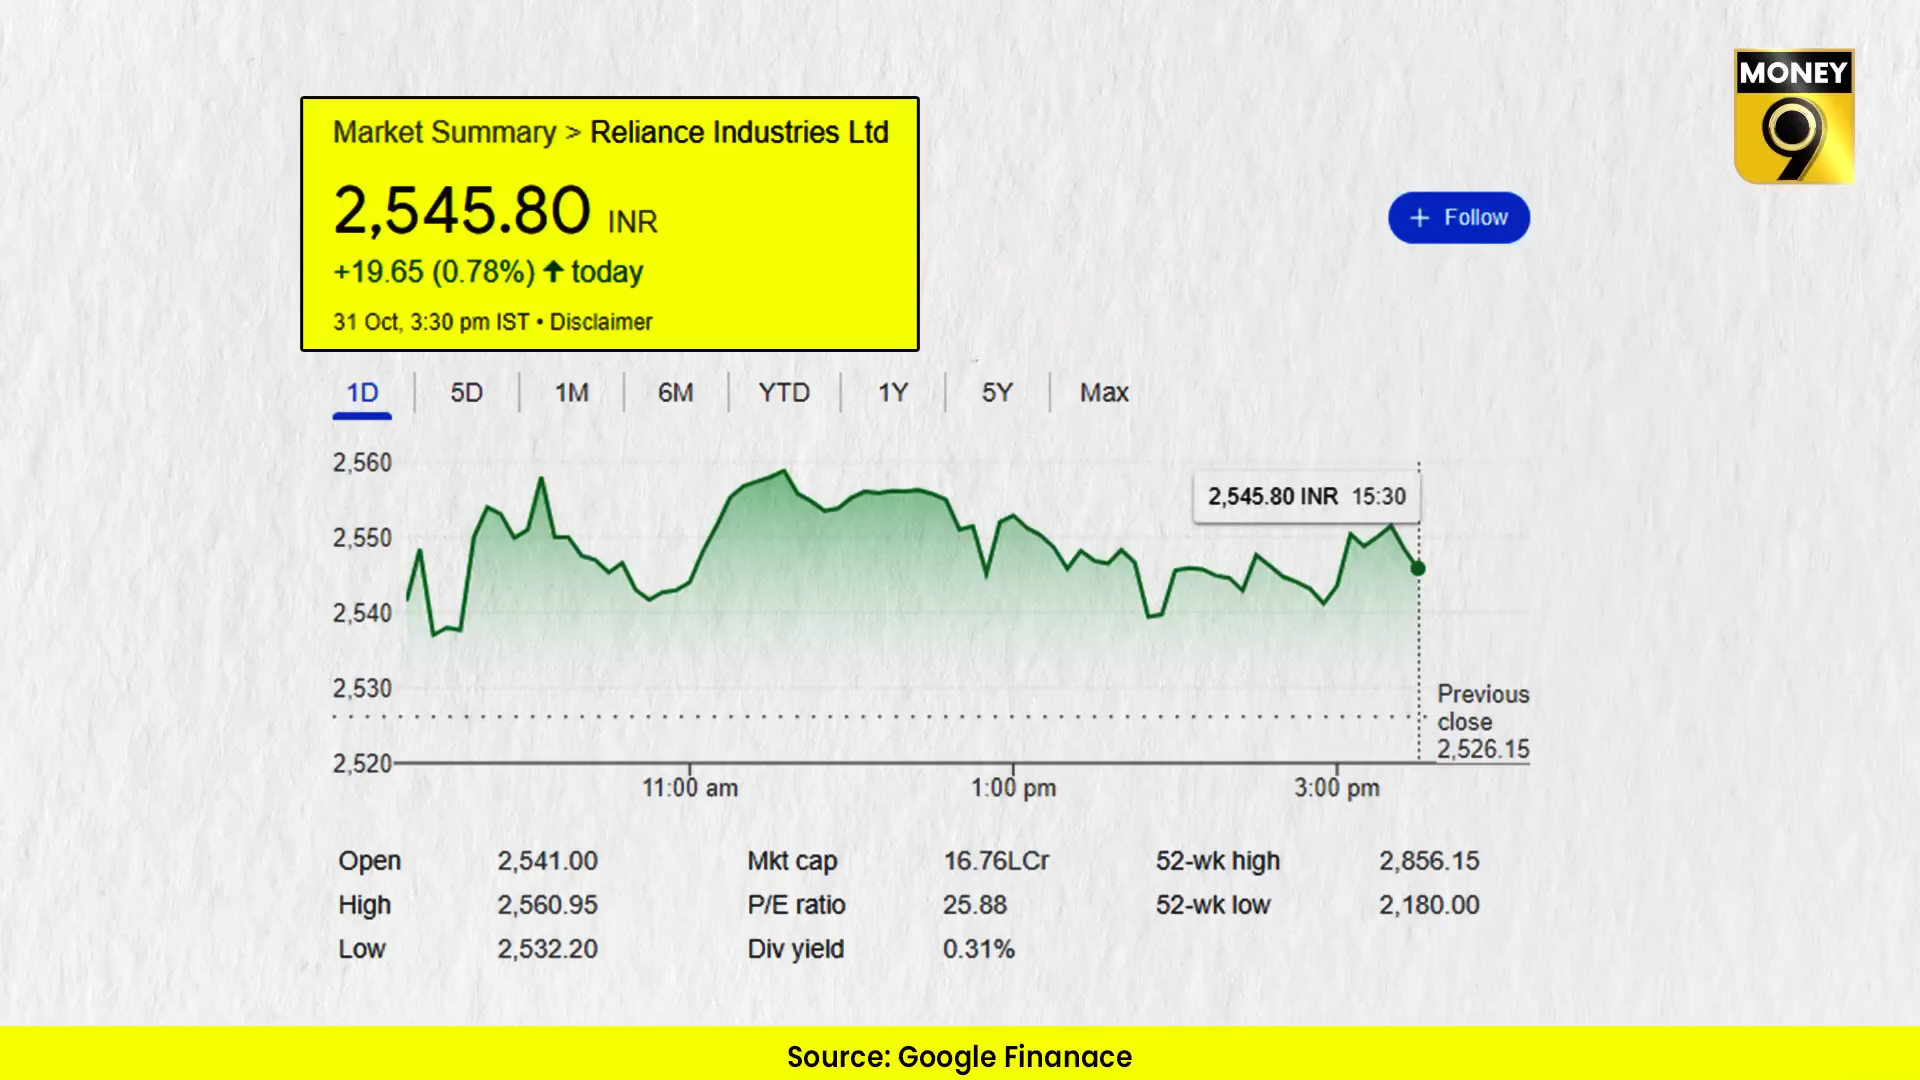 MONEY
9
Market Summary > Reliance Industries Ltd
2,545.80 INR
+19.65 (0.78%) ↑ today
31 Oct, 3:30 pm IST • Disclaimer
+ Follow
1D 5D 1M 6M YTD 1Y 5Y Max
2,560
2,545.80 INR 15:30
2,550
2,540
2,530
Previous
close
2,526.15
2,520
11:00 am 1:00 pm 3:00 pm
Open 2,541.00 Mkt cap 16.76LCr 52-wk high 2,856.15
High 2,560.95 P/E ratio 25.88 52-wk low 2,180.00
Low 2,532.20 Div yield 0.31%
Source: Google Finanace